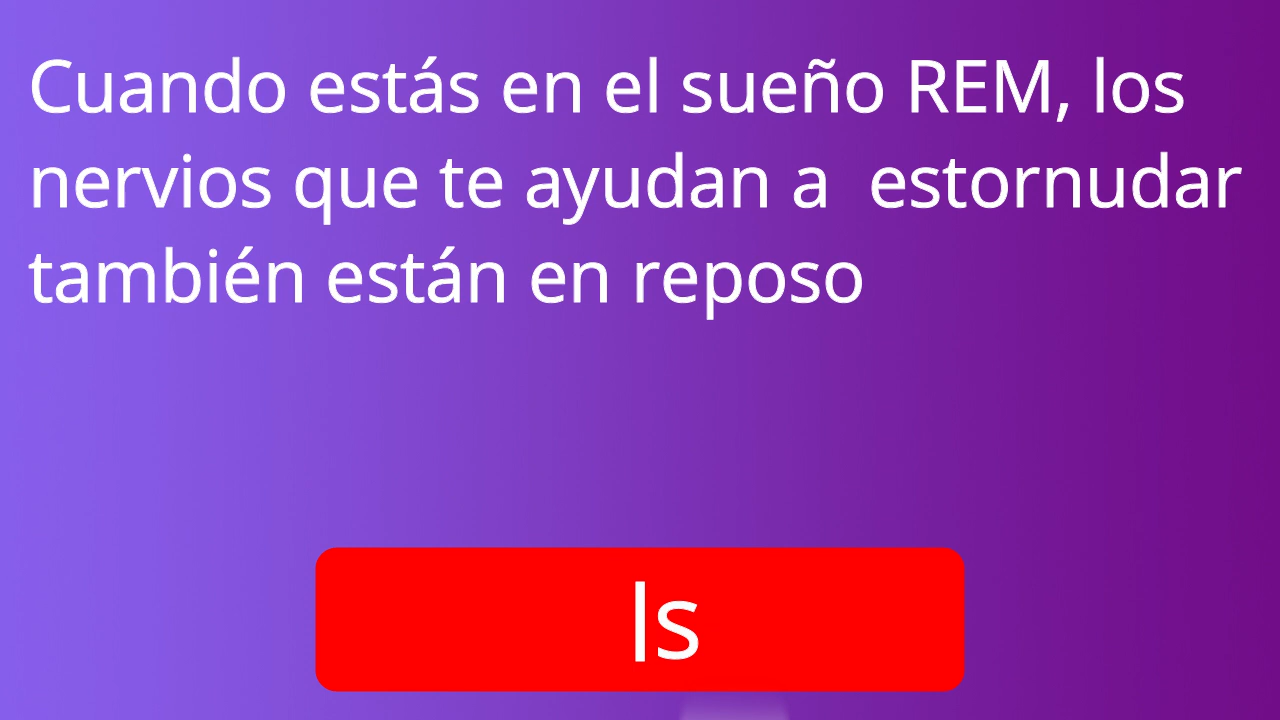 Cuando estás en el sueño REM, los
nervios que te ayudan a  estornudar
también están en reposo
ls